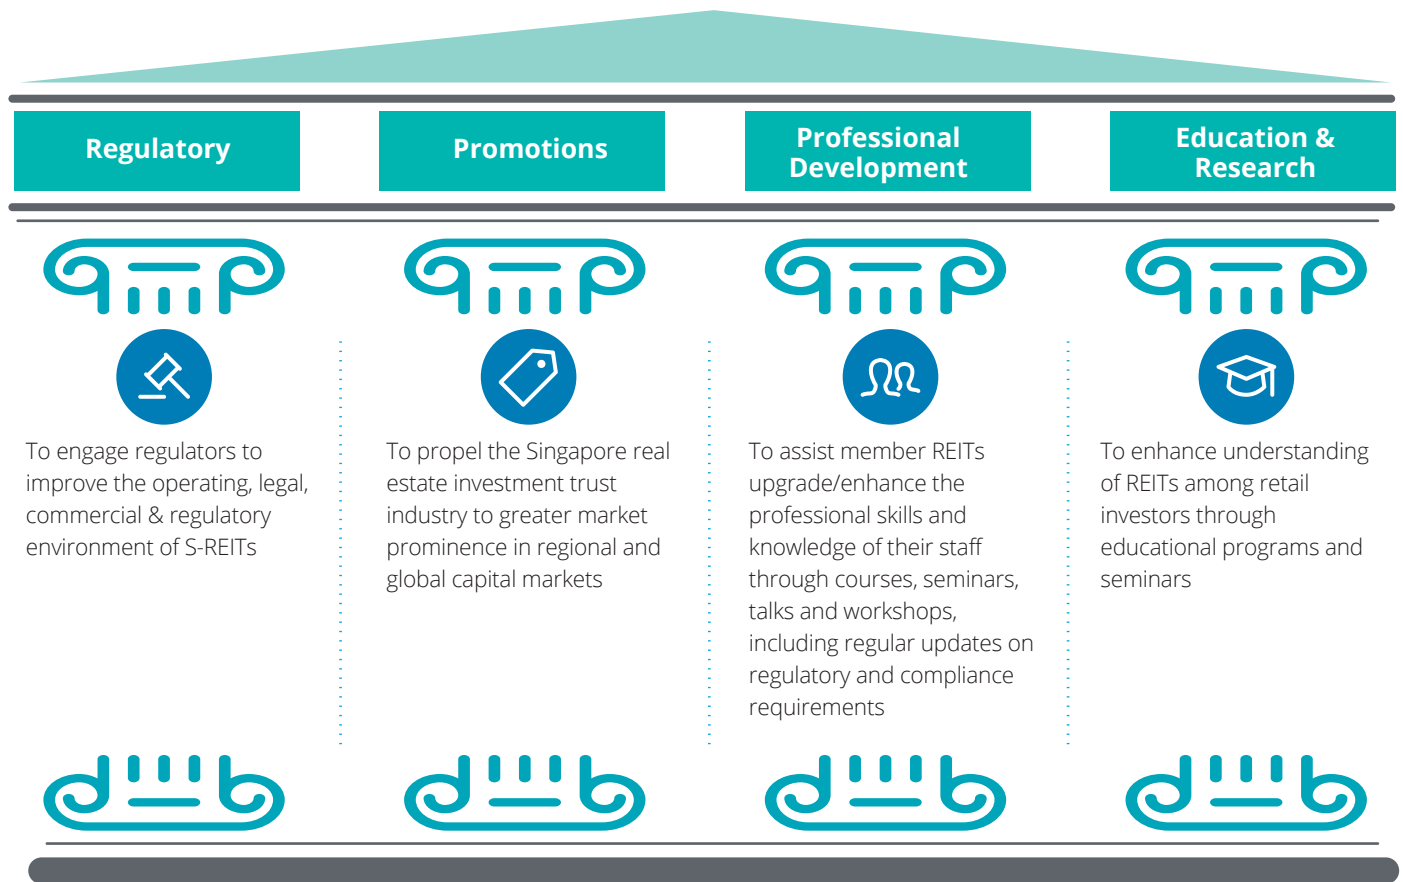 Regulatory
Promotions
Professional
Development
Education &
Research
To engage regulators to
improve the operating, legal,
commercial & regulatory
environment of S-REITs
To propel the Singapore real
estate investment trust
industry to greater market
prominence in regional and
global capital markets
To assist member REITs
upgrade/enhance the
professional skills and
knowledge of their staff
through courses, seminars,
talks and workshops,
including regular updates on
regulatory and compliance
requirements
To enhance understanding
of REITs among retail
investors through
educational programs and
seminars